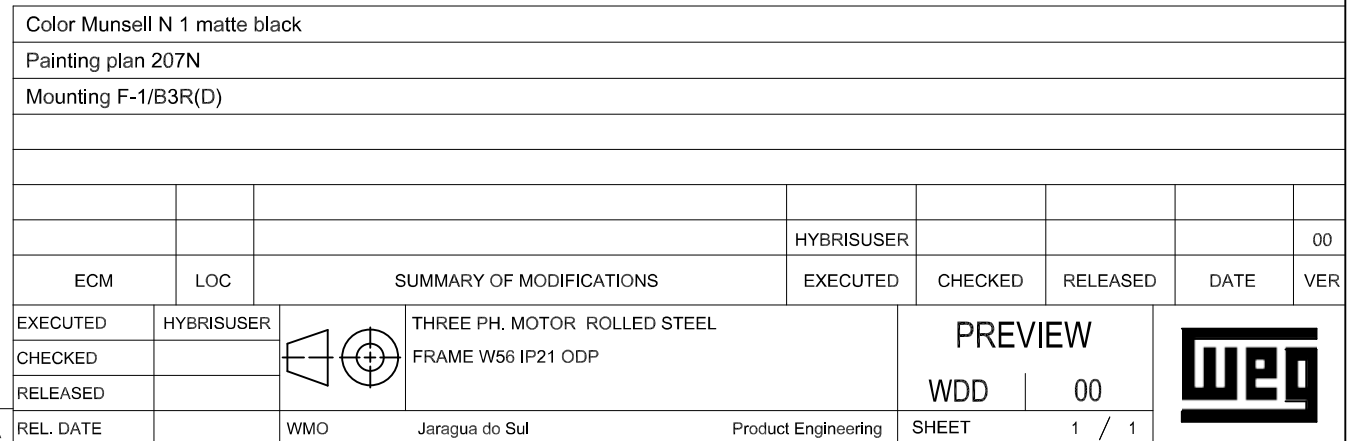 Color Munsell N 1 matte black
Painting plan 207N
Mounting F-1/B3R(D)
HYBRISUSER 00
ECM LOC SUMMARY OF MODIFICATIONS EXECUTED CHECKED RELEASED DATE VER
EXECUTED HYBRISUSER THREE PH. MOTOR ROLLED STEEL PREVIEW
CHECKED FRAME W56 IP21 ODP
RELEASED WDD 00
REL. DATE WMO Jaragua do Sul Product Engineering SHEET 1 / 1
weg